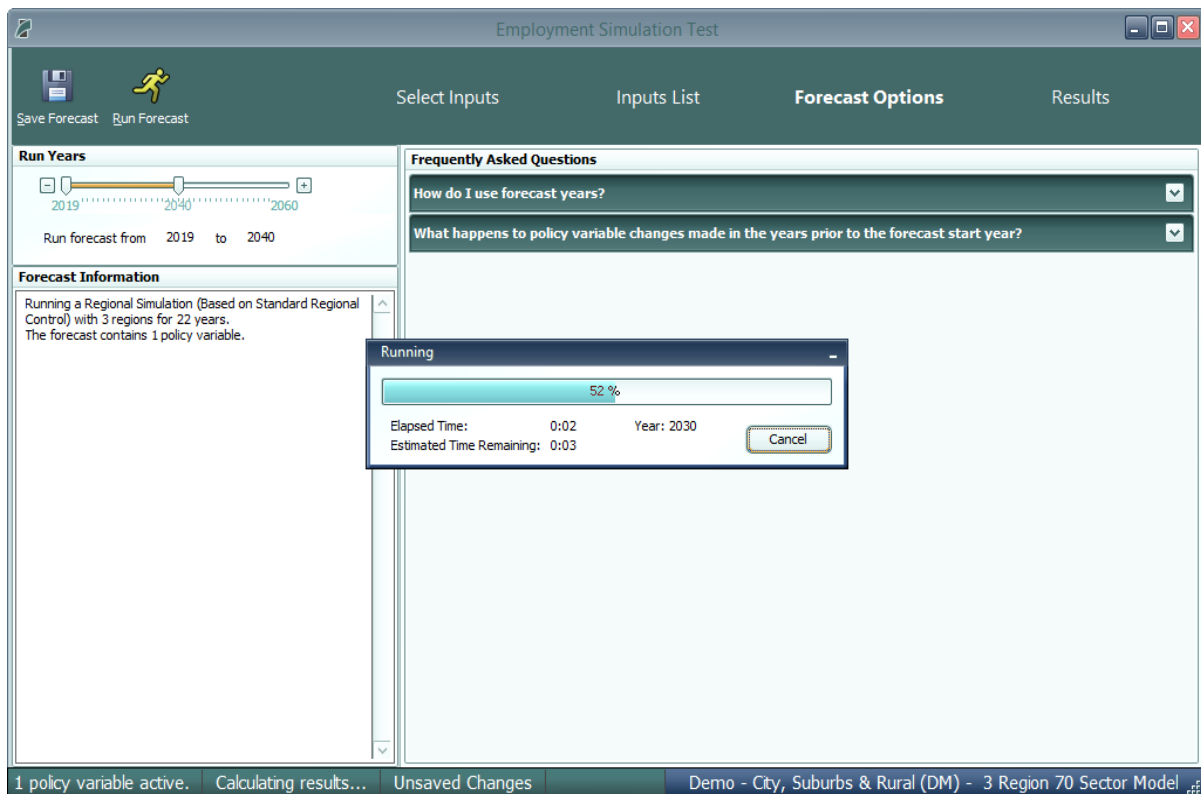 Employment Simulation Test
Save Forecast Run Forecast
Select Inputs Inputs List Forecast Options Results
Run Years
2019 2040 2060
Run forecast from 2019 to 2040
Forecast Information
Running a Regional Simulation (Based on Standard Regional
Control) with 3 regions for 22 years.
The forecast contains 1 policy variable.
Frequently Asked Questions
How do I use forecast years?
What happens to policy variable changes made in the years prior to the forecast start year?
Running
52 %
Elapsed Time: 0:02 Year: 2030
Estimated Time Remaining: 0:03
Cancel
1 policy variable active. Calculating results... Unsaved Changes Demo - City, Suburbs & Rural (DM) - 3 Region 70 Sector Model